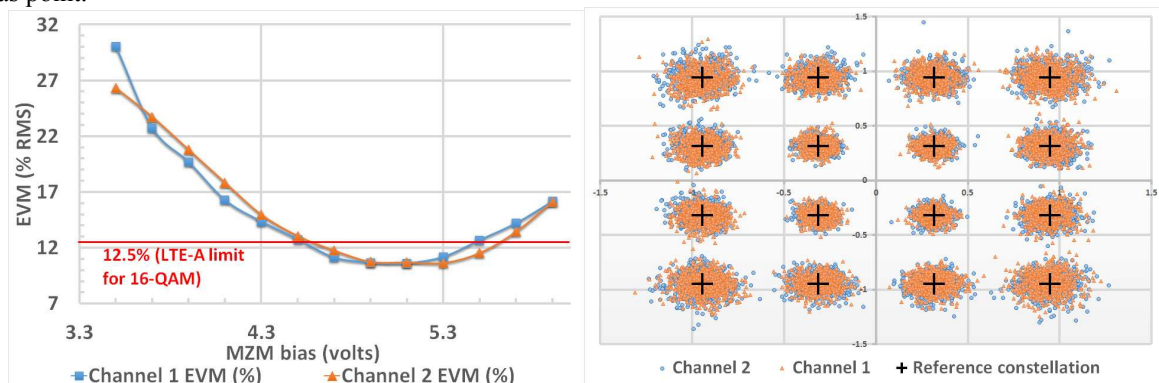 as point.
32
27
22
17
12
7
EVM (% RMS)
12.5% (LTE-A limit
for 16-QAM)
3.3 4.3 5.3
MZM bias (volts)
Channel 1 EVM (%) Channel 2 EVM (%)
1.5
1
0.5
0
-1.5 -1 -0.5 0 0.5 1 1.5
-0.5
-1
-1.5
Channel 2 Channel 1 Reference constellation